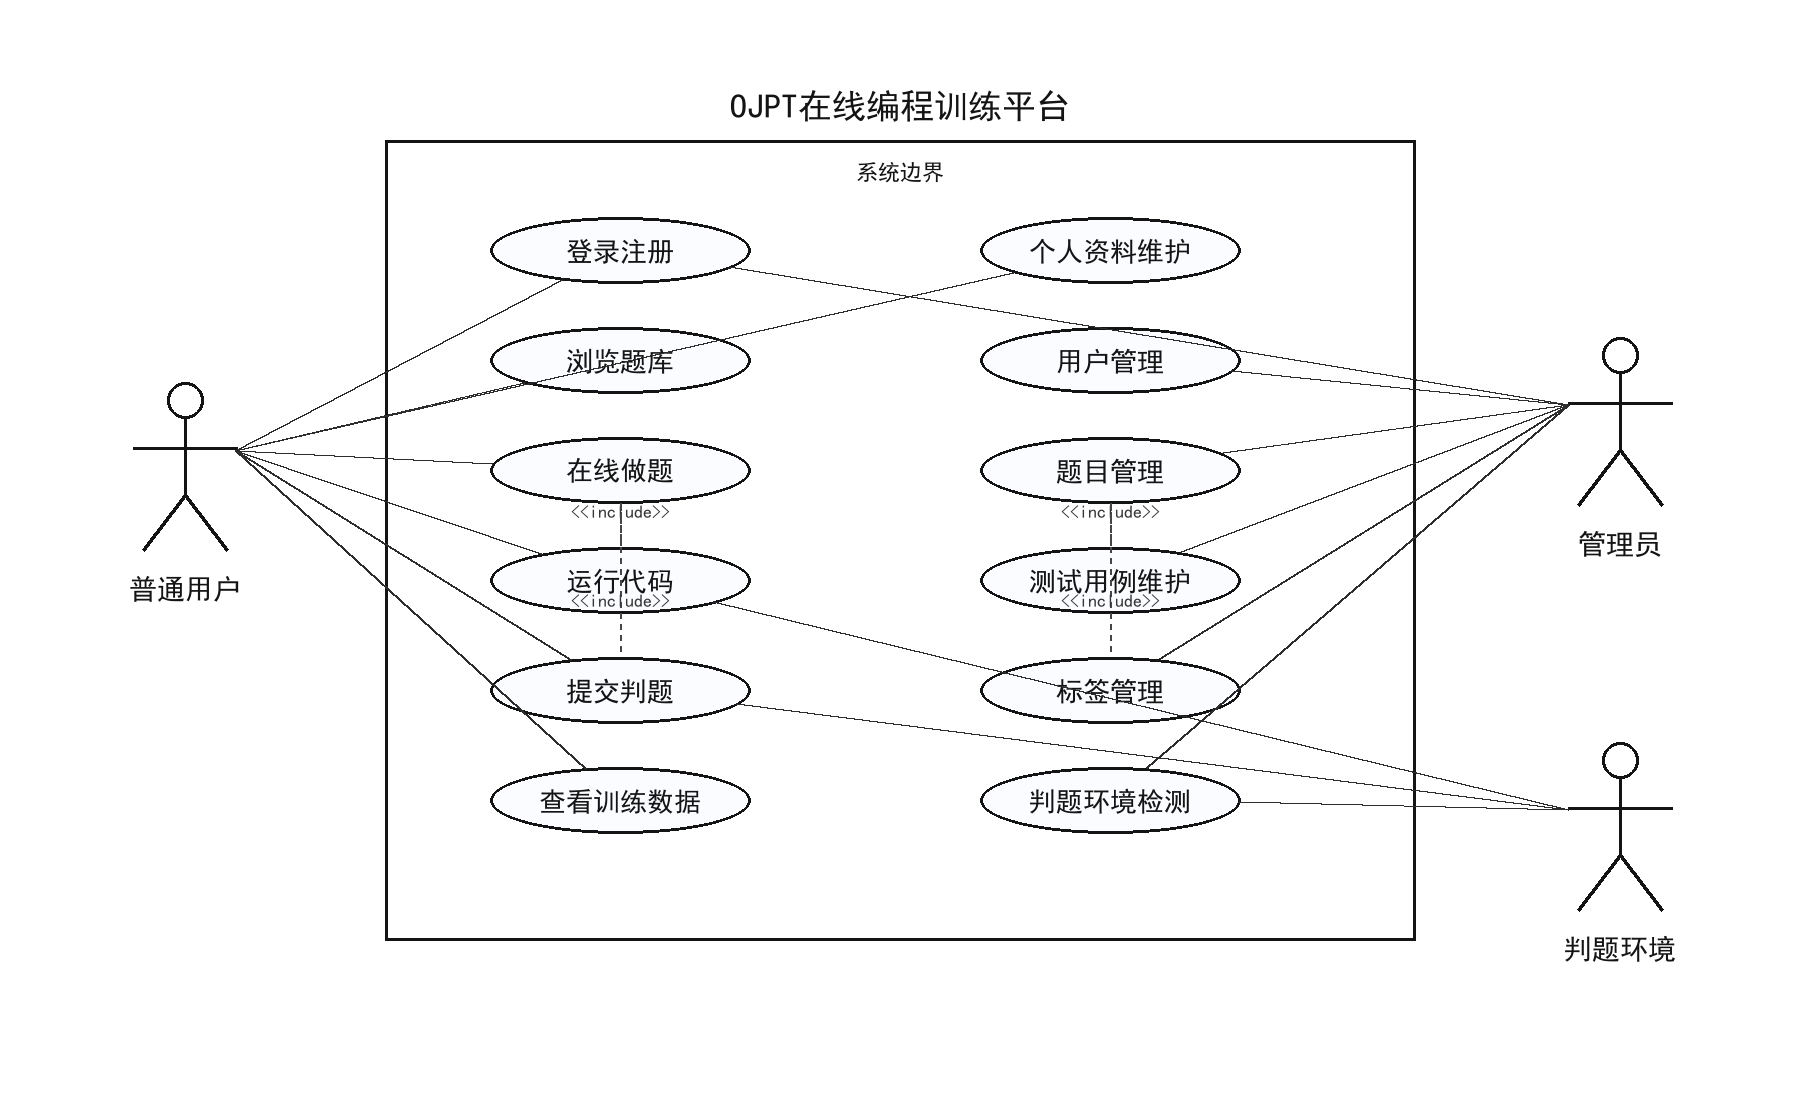 OJPT在线编程训练平台
系统边界
登录注册
个人资料维护
浏览题库
用户管理
在线做题
题目管理
<<include>>
<<include>>
运行代码
测试用例维护
<<include>>
<<include>>
提交判题
标签管理
查看训练数据
判题环境检测
普通用户
管理员
判题环境